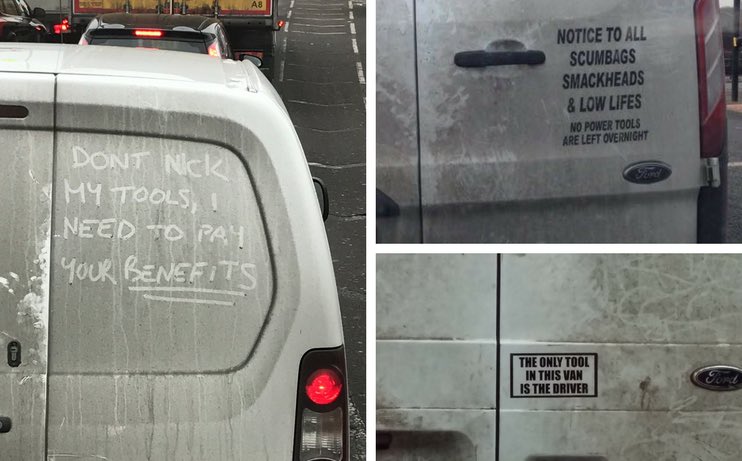 A8
DONT NICK
MY TOOLS, I
NEED TO PAY
YOUR BENEFITS
NOTICE TO ALL
SCUMBAGS
SMACKHEADS
& LOW LIFES
NO POWER TOOLS
ARE LEFT OVERNIGHT
Ford
THE ONLY TOOL
IN THIS VAN
IS THE DRIVER
Ford